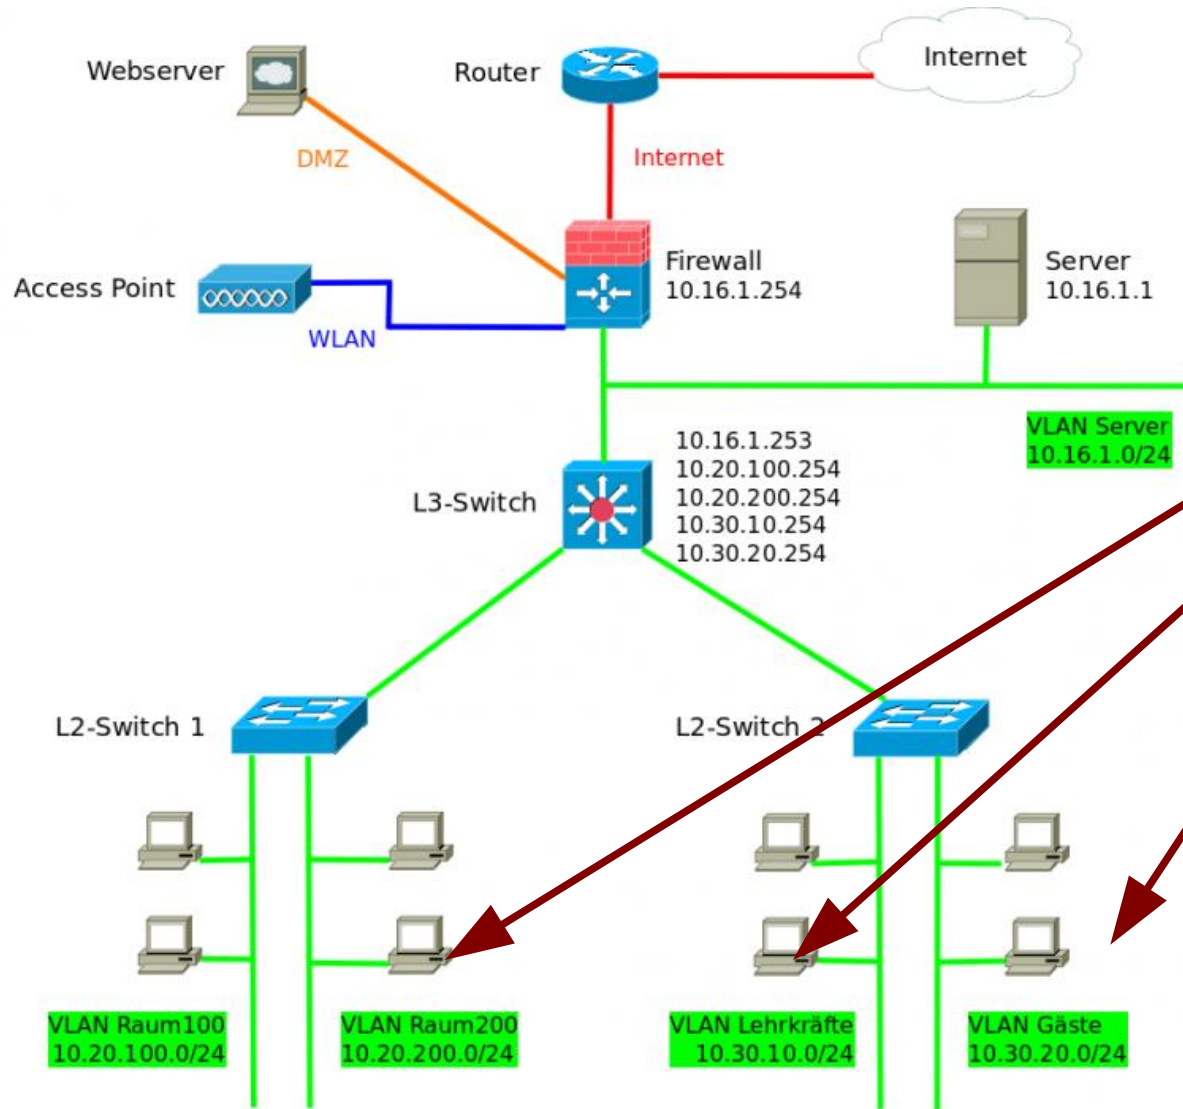 Webserver
Router
Internet
DMZ
Internet
Firewall
10.16.1.254
Server
10.16.1.1
Access Point
WLAN
VLAN Server
10.16.1.0/24
L3-Switch
10.16.1.253
10.20.100.254
10.20.200.254
10.30.10.254
10.30.20.254
L2-Switch 1
L2-Switch 2
VLAN Raum100
10.20.100.0/24
VLAN Raum200
10.20.200.0/24
VLAN Lehrkräfte
10.30.10.0/24
VLAN Gäste
10.30.20.0/24